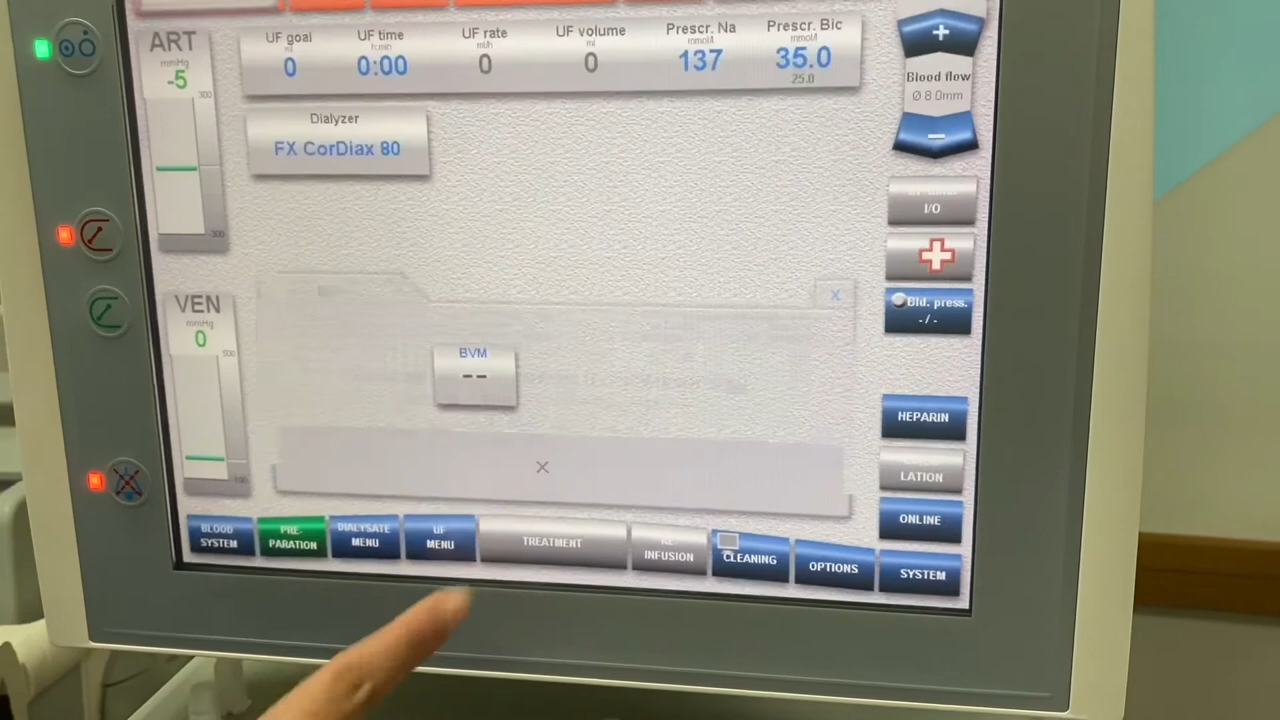 ART
mmHg
-5
300
-300
UF goal
ml
0
UF time
h:min
0:00
UF rate
ml/h
0
UF volume
ml
0
Prescr. Na
mmol/l
137
Prescr. Bic
mmol/l
35.0
25.0
+
Blood flow
Ø 8.0mm
−
Dialyzer
FX CorDiax 80
I/O
Bld. press.
- / -
VEN
mmHg
0
500
-100
X
BVM
--
HEPARIN
LATION
ONLINE
BLOOD
SYSTEM
PRE-
PARATION
DIALYSATE
MENU
UF
MENU
TREATMENT
INFUSION
CLEANING
OPTIONS
SYSTEM